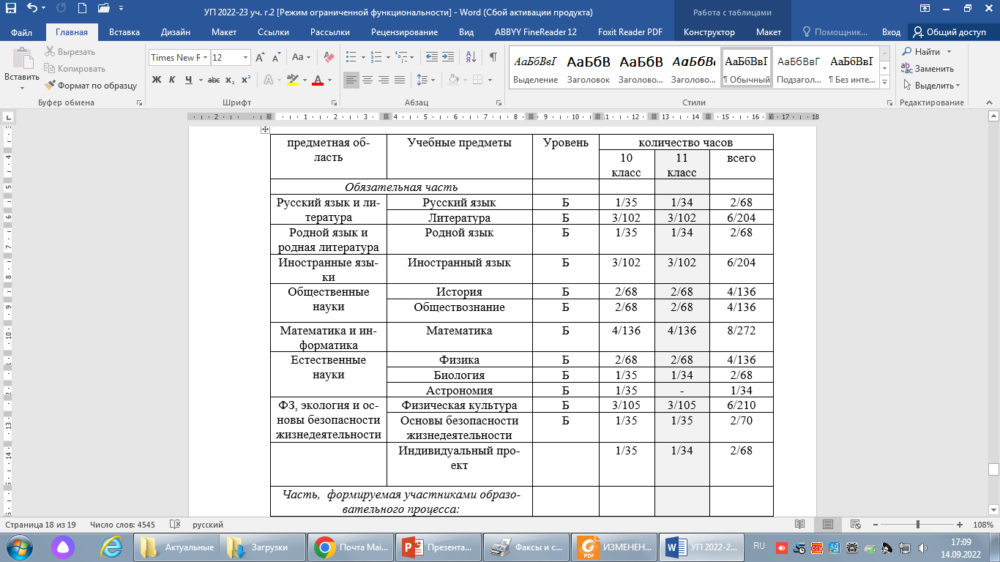 УП 2022-23 уч. г.2 [Режим ограниченной функциональности] - Word (Сбой активации продукта)
Работа с таблицами
Файл Главная Вставка Дизайн Макет Ссылки Рассылки Рецензирование Вид ABBYY FineReader 12 Foxit Reader PDF Конструктор Макет Помощник... Вход Общий доступ
Вставить
Вырезать
Копировать
Формат по образцу
Буфер обмена
Times New R 12
Ж К Ч abc x₂ x²
Шрифт
Абзац
АаБбВвГ АаБбВ АаБбВ АаБбВ АаБбВвГ АаБбВвГ АаБбВвГ
Выделение Заголовок Заголово... Заголово... ¶ Обычный Подзагол... ¶ Без инте...
Стили
Найти
Заменить
Выделить
Редактирование
предметная об- Учебные предметы Уровень количество часов
ласть 10 11 всего
класс класс
Обязательная часть
Русский язык и ли- Русский язык Б 1/35 1/34 2/68
тература Литература Б 3/102 3/102 6/204
Родной язык и Родной язык Б 1/35 1/34 2/68
родная литература
Иностранные язы- Иностранный язык Б 3/102 3/102 6/204
ки
Общественные История Б 2/68 2/68 4/136
науки Обществознание Б 2/68 2/68 4/136
Математика и ин- Математика Б 4/136 4/136 8/272
форматика
Естественные Физика Б 2/68 2/68 4/136
науки Биология Б 1/35 1/34 2/68
Астрономия Б 1/35 - 1/34
ФЗ, экология и ос- Физическая культура Б 3/105 3/105 6/210
новы безопасности Основы безопасности Б 1/35 1/35 2/70
жизнедеятельности жизнедеятельности
Индивидуальный про- 1/35 1/34 2/68
ект
Часть, формируемая участниками образо-
вательного процесса:
Страница 18 из 19 Число слов: 4545 русский 108%
Актуальные Загрузки Почта Mai... Презента... Факсы и с... ИЗМЕНЕН... УП 2022-2... RU 17:09
14.09.2022